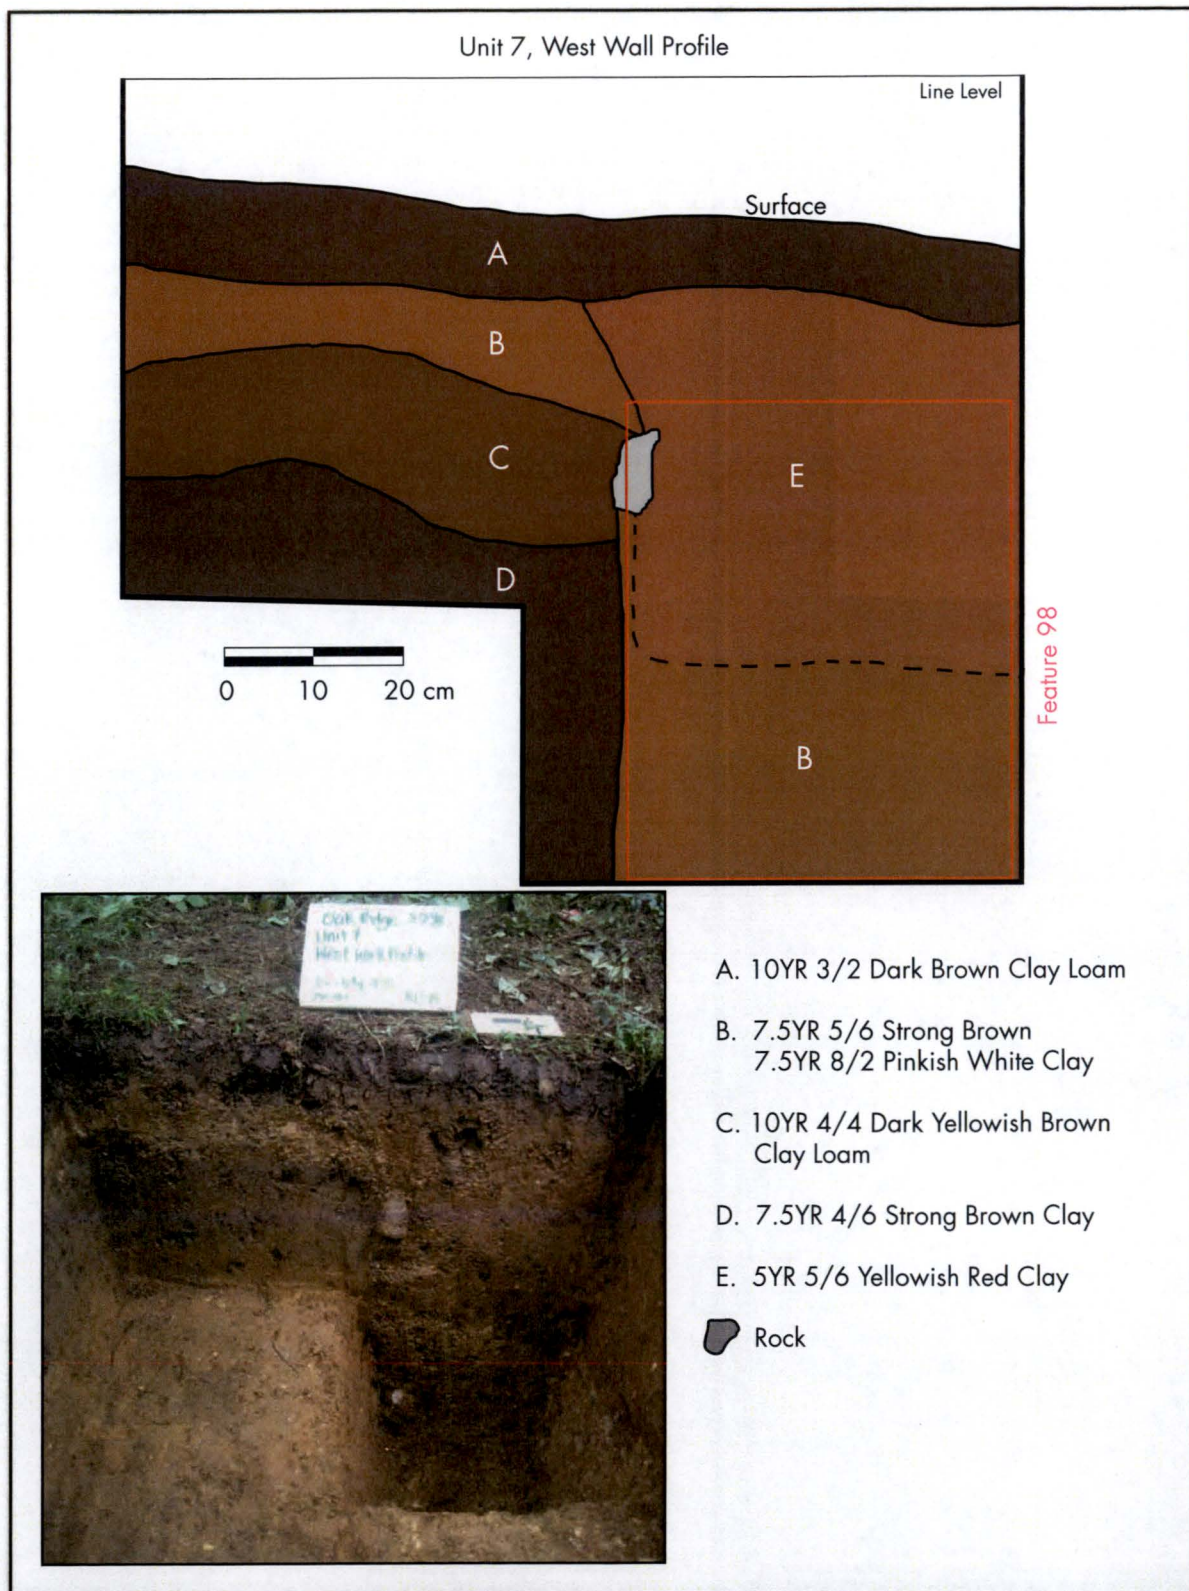 Unit 7, West Wall Profile
Line Level
Surface
A
B
C
E
D
0 10 20 cm
Feature 98
B
Unit 7
West Wall Profile
A. 10YR 3/2 Dark Brown Clay Loam
B. 7.5YR 5/6 Strong Brown
7.5YR 8/2 Pinkish White Clay
C. 10YR 4/4 Dark Yellowish Brown
Clay Loam
D. 7.5YR 4/6 Strong Brown Clay
E. 5YR 5/6 Yellowish Red Clay
Rock